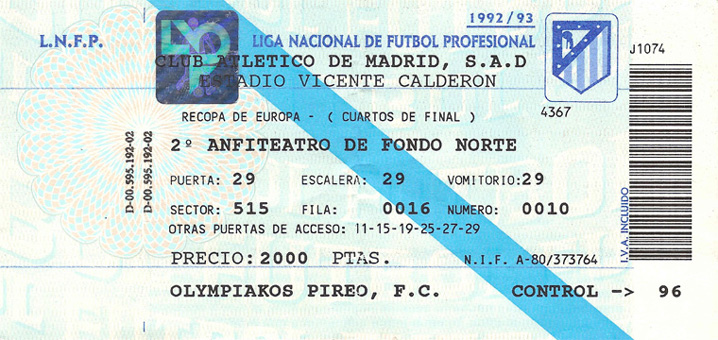 1992/93
L.N.F.P.
LIGA NACIONAL DE FUTBOL PROFESIONAL
J1074
CLUB ATLETICO DE MADRID, S.A.D
ESTADIO VICENTE CALDERON
4367
RECOPA DE EUROPA - ( CUARTOS DE FINAL )
2º ANFITEATRO DE FONDO NORTE
D-00.595.192-02
D-00.595.192-02
PUERTA: 29 ESCALERA: 29 VOMITORIO:29
SECTOR: 515 FILA: 0016 NUMERO: 0010
OTRAS PUERTAS DE ACCESO: 11-15-19-25-27-29
I.V.A. INCLUIDO
PRECIO:2000 PTAS. N.I.F. A-80/373764
OLYMPIAKOS PIREO, F.C. CONTROL -> 96